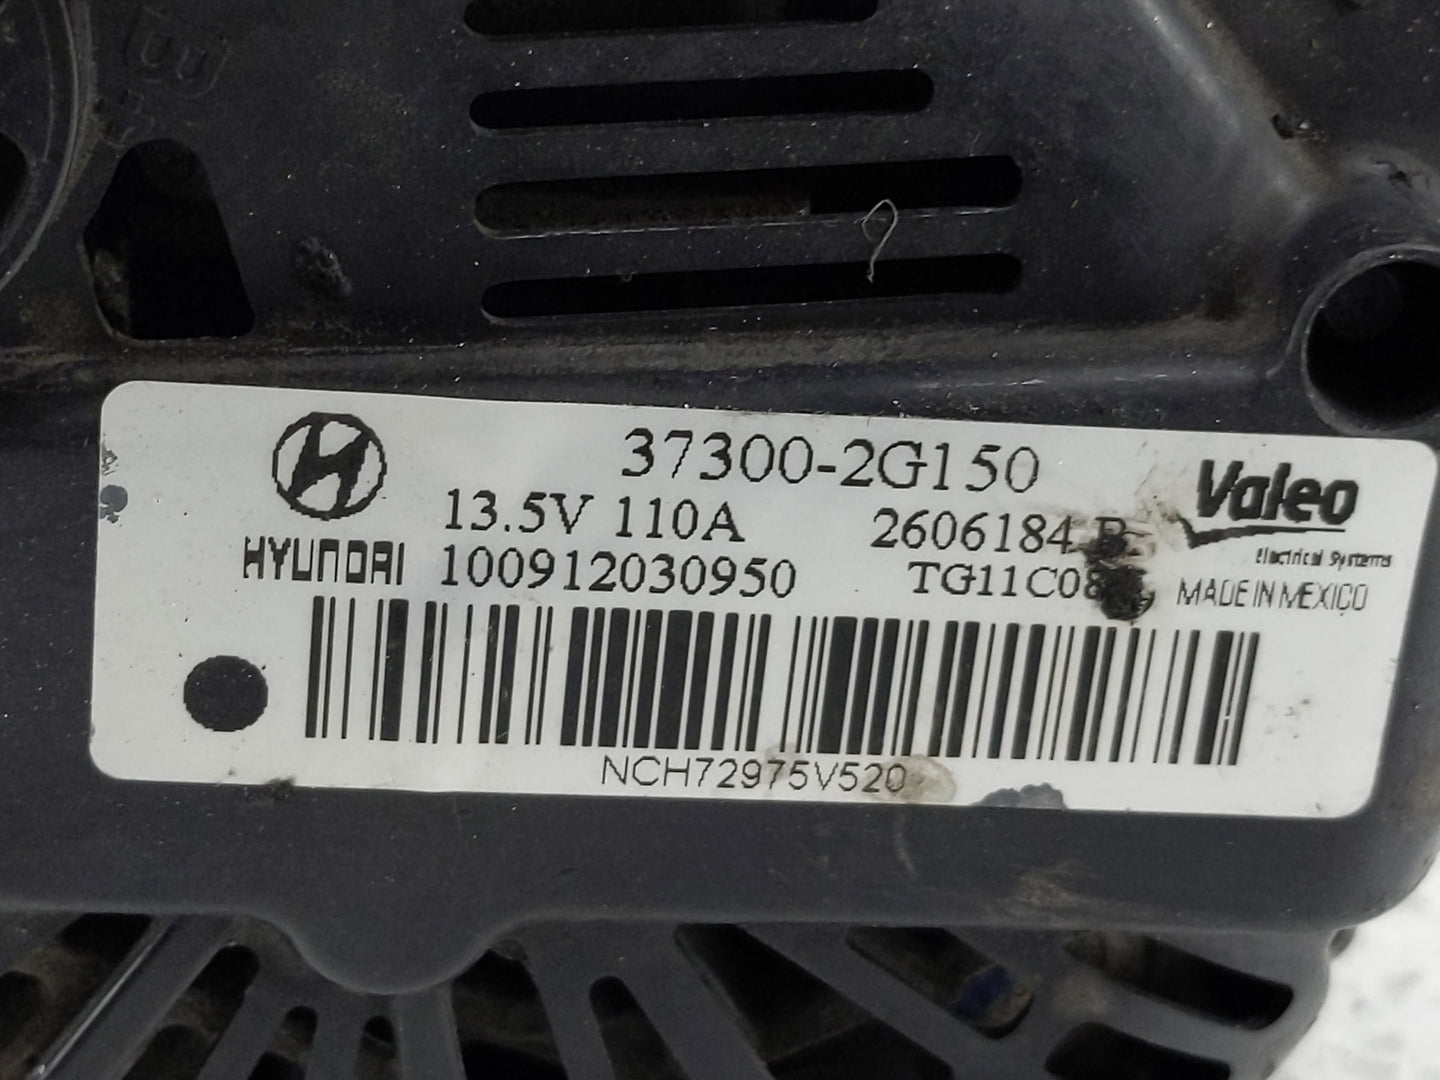 37300-2G150
Valeo
13.5V 110A
2606184
Electrical Systems
HYUNDAI
100912030950
MADE IN MEXICO
NCH72975V520